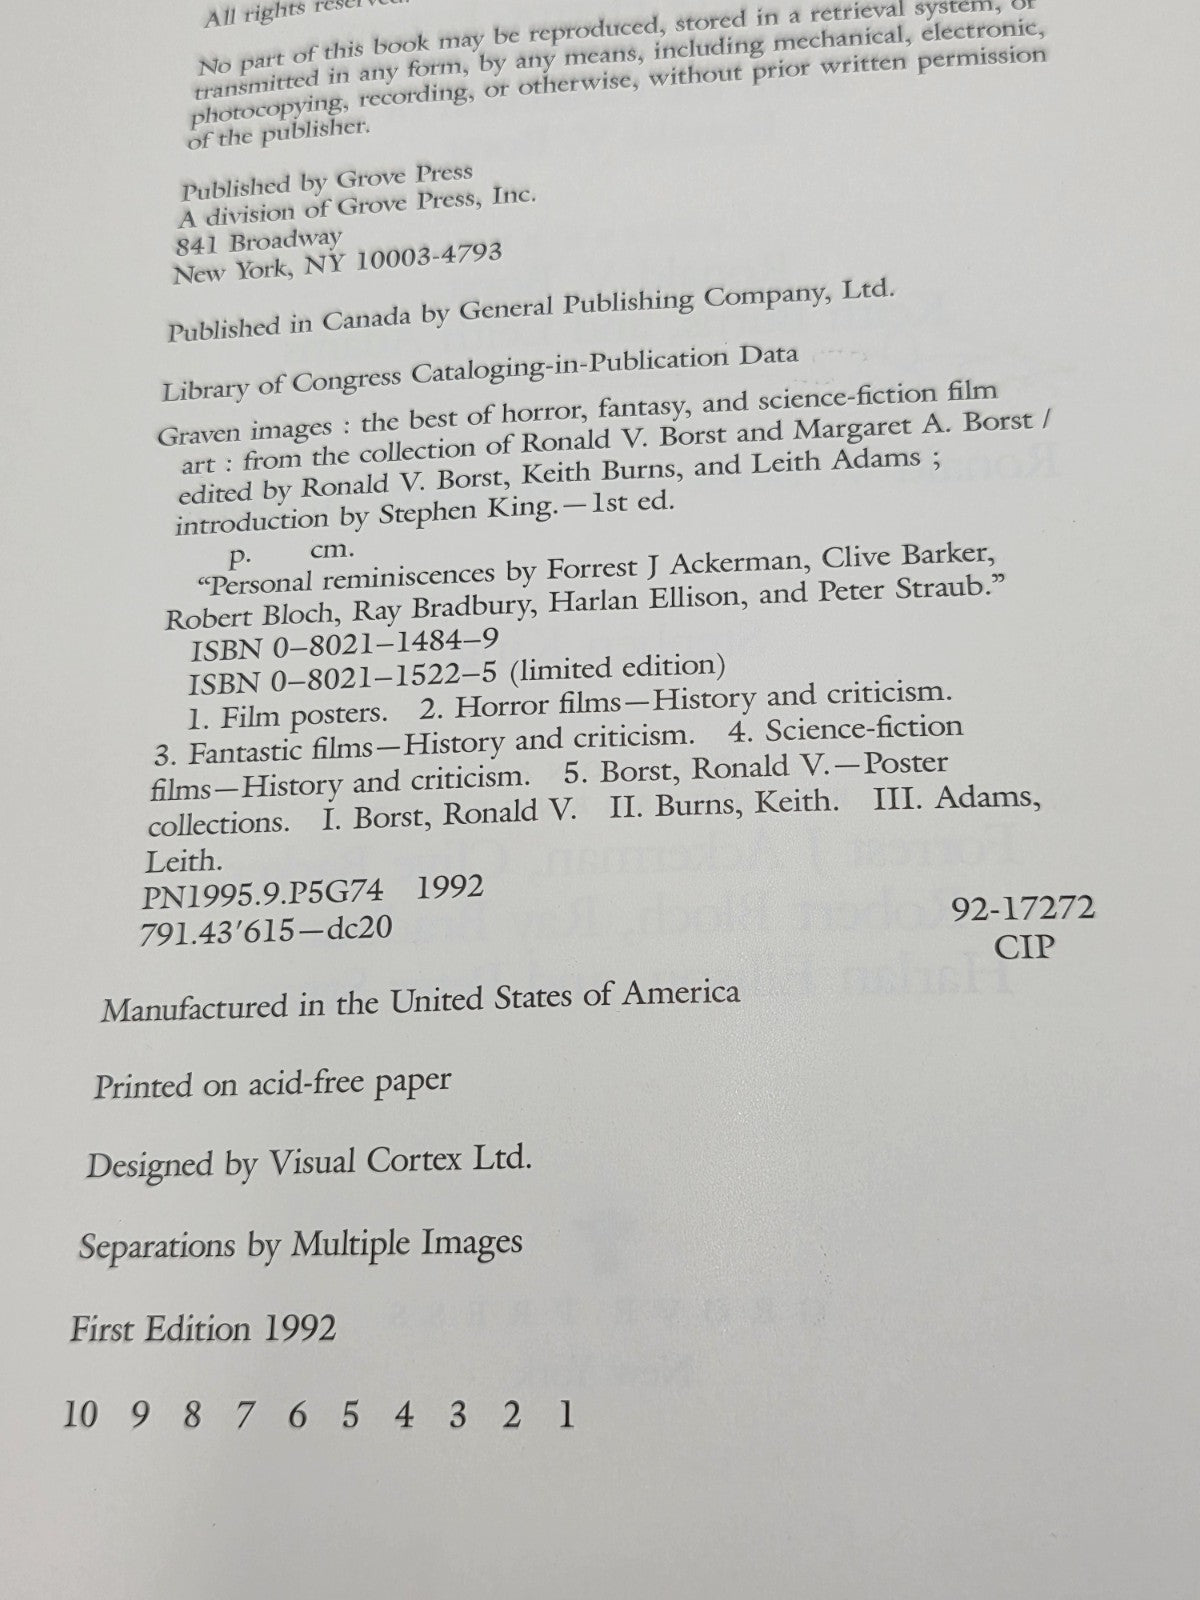 All rights reserved.
No part of this book may be reproduced, stored in a retrieval system, or
transmitted in any form, by any means, including mechanical, electronic,
photocopying, recording, or otherwise, without prior written permission
of the publisher.
Published by Grove Press
A division of Grove Press, Inc.
841 Broadway
New York, NY 10003-4793
Published in Canada by General Publishing Company, Ltd.
Library of Congress Cataloging-in-Publication Data
Graven images : the best of horror, fantasy, and science-fiction film
art : from the collection of Ronald V. Borst and Margaret A. Borst /
edited by Ronald V. Borst, Keith Burns, and Leith Adams ;
introduction by Stephen King.—1st ed.
p. cm.
“Personal reminiscences by Forrest J Ackerman, Clive Barker,
Robert Bloch, Ray Bradbury, Harlan Ellison, and Peter Straub.”
ISBN 0–8021–1484–9
ISBN 0–8021–1522–5 (limited edition)
1. Film posters. 2. Horror films—History and criticism.
3. Fantastic films—History and criticism. 4. Science-fiction
films—History and criticism. 5. Borst, Ronald V.—Poster
collections. I. Borst, Ronald V. II. Burns, Keith. III. Adams,
Leith.
PN1995.9.P5G74 1992
791.43′615—dc20
92-17272
CIP
Manufactured in the United States of America
Printed on acid-free paper
Designed by Visual Cortex Ltd.
Separations by Multiple Images
First Edition 1992
10 9 8 7 6 5 4 3 2 1